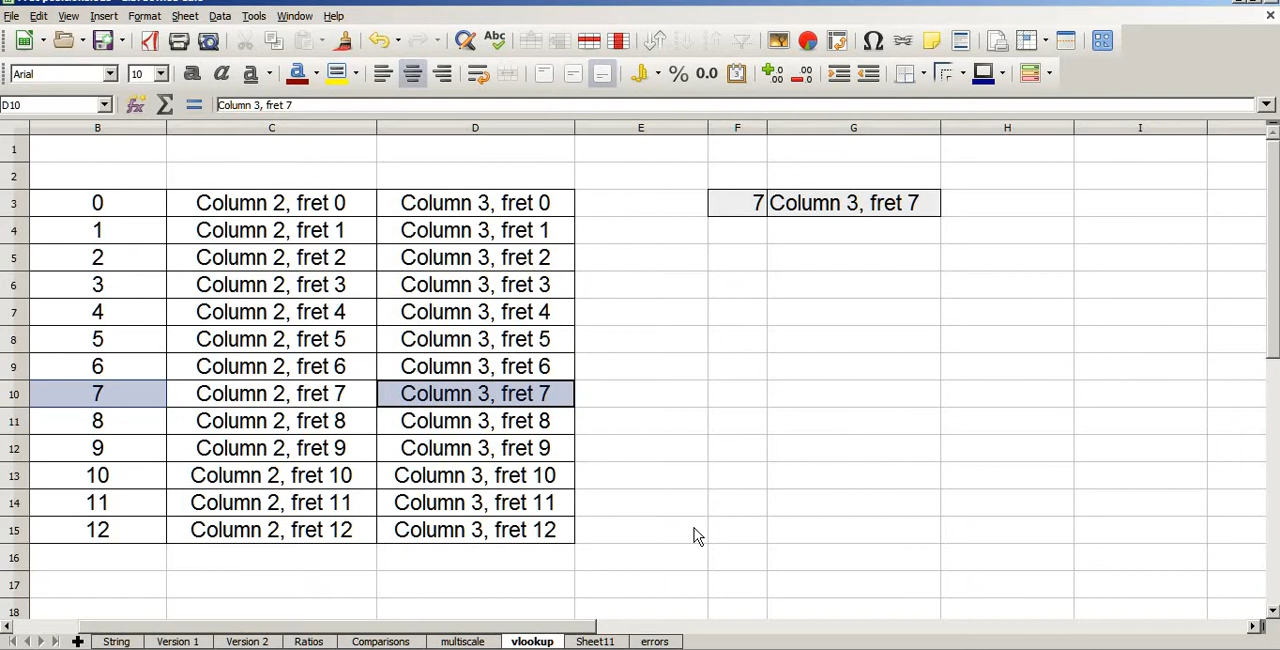 File Edit View Insert Format Sheet Data Tools Window Help
Arial 10 a a a a % 0.0
D10 Column 3, fret 7
B C D E F G H I
1
2
3 0 Column 2, fret 0 Column 3, fret 0 7 Column 3, fret 7
4 1 Column 2, fret 1 Column 3, fret 1
5 2 Column 2, fret 2 Column 3, fret 2
6 3 Column 2, fret 3 Column 3, fret 3
7 4 Column 2, fret 4 Column 3, fret 4
8 5 Column 2, fret 5 Column 3, fret 5
9 6 Column 2, fret 6 Column 3, fret 6
10 7 Column 2, fret 7 Column 3, fret 7
11 8 Column 2, fret 8 Column 3, fret 8
12 9 Column 2, fret 9 Column 3, fret 9
13 10 Column 2, fret 10 Column 3, fret 10
14 11 Column 2, fret 11 Column 3, fret 11
15 12 Column 2, fret 12 Column 3, fret 12
16
17
18
String Version 1 Version 2 Ratios Comparisons multiscale vlookup Sheet11 errors